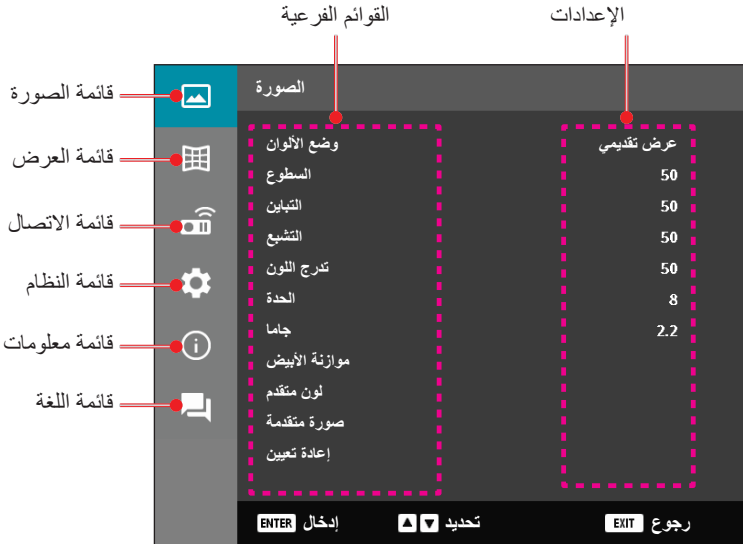 الإعدادات
القوائم الفرعية
قائمة الصورة
قائمة العرض
قائمة الاتصال
قائمة النظام
قائمة معلومات
قائمة اللغة
الصورة
وضع الألوان عرض تقديمي
السطوع 50
التباين 50
التشبع 50
تدرج اللون 50
الحدة 8
جاما 2.2
موازنة الأبيض
لون متقدم
صورة متقدمة
إعادة تعيين
ENTER إدخال
▲▼ تحديد
EXIT رجوع